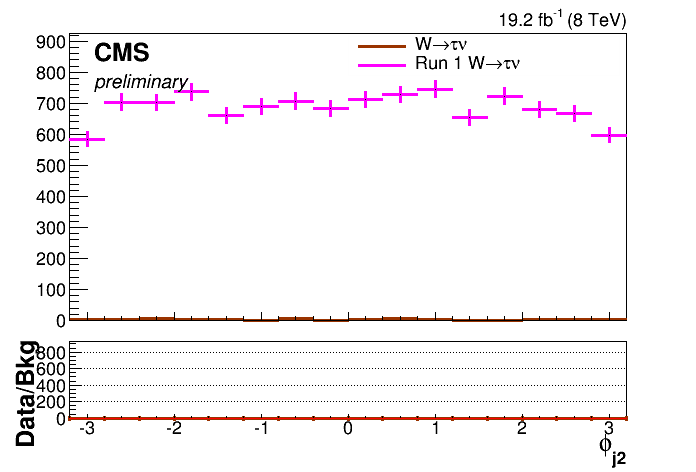 19.2 fb-1 (8 TeV)
CMS
preliminary
W→τν
Run 1 W→τν
900
800
700
600
500
400
300
200
100
0
Data/Bkg
800
600
400
200
0
-3 -2 -1 0 1 2 3
ϕj2